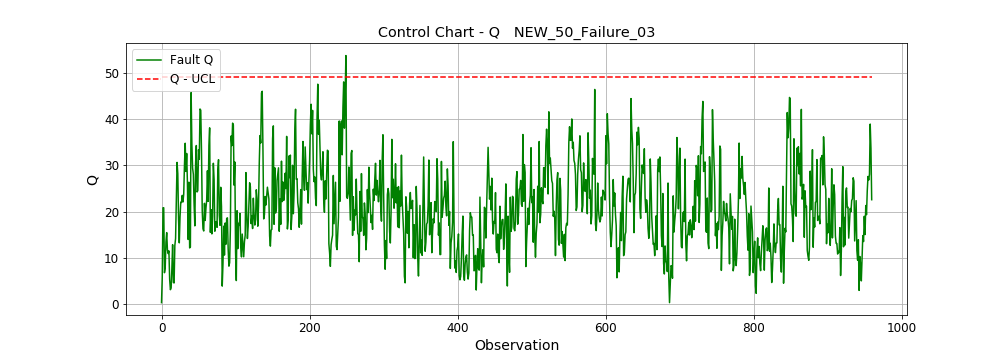 Control Chart - Q   NEW_50_Failure_03
Fault Q
Q - UCL
Q
50
40
30
20
10
0
0 200 400 600 800 1000
Observation